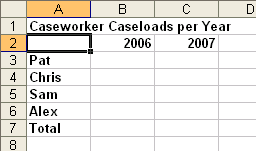 A B C D
1 Caseworker Caseloads per Year
2 2006 2007
3 Pat
4 Chris
5 Sam
6 Alex
7 Total
8